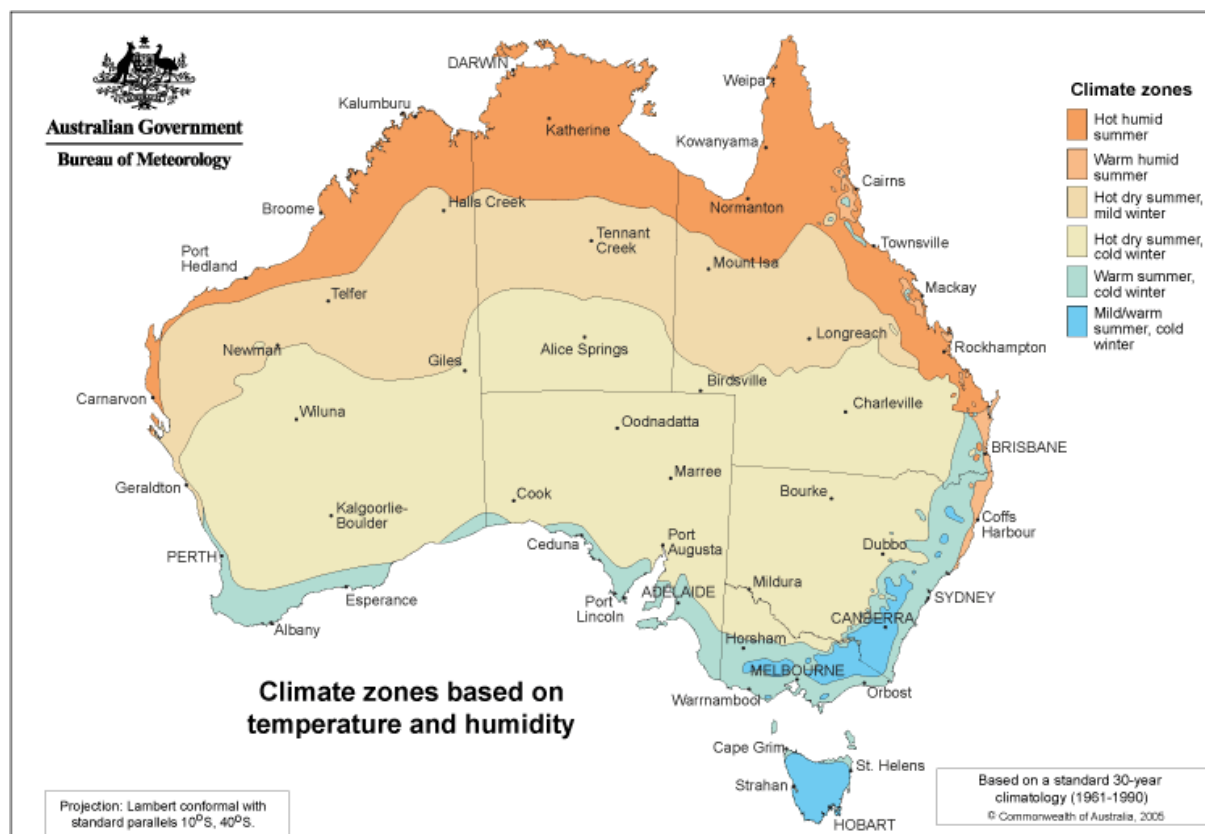 Australian Government
Bureau of Meteorology
DARWIN
Weipa
Kalumburu
Katherine
Kowanyama
Cairns
Broome
Halls Creek
Normanton
Tennant
Creek
Townsville
Port
Hedland
Mount Isa
Mackay
Telfer
Longreach
Newman
Alice Springs
Rockhampton
Giles
Birdsville
Carnarvon
Wiluna
Charleville
Oodnadatta
BRISBANE
Marree
Geraldton
Bourke
Cook
Kalgoorlie-
Boulder
Coffs
Harbour
Port
Augusta
Ceduna
Dubbo
PERTH
Mildura
ADELAIDE
Esperance
Port
Lincoln
SYDNEY
CANBERRA
Albany
Horsham
MELBOURNE
Warrnambool
Orbost
Cape Grim
St. Helens
Strahan
HOBART
Climate zones
Hot humid
summer
Warm humid
summer
Hot dry summer,
mild winter
Hot dry summer,
cold winter
Warm summer,
cold winter
Mild/warm
summer, cold
winter
Climate zones based on
temperature and humidity
Projection: Lambert conformal with
standard parallels 10°S, 40°S.
Based on a standard 30-year
climatology (1961-1990)
© Commonwealth of Australia, 2005